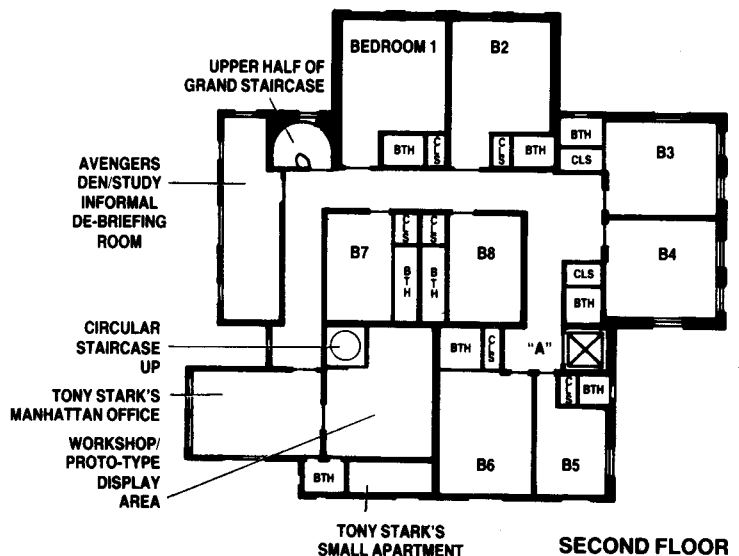 BEDROOM 1
B2
UPPER HALF OF
GRAND STAIRCASE
BTH
CLS
CLS
BTH
BTH
CLS
B3
AVENGERS
DEN/STUDY
INFORMAL
DE-BRIEFING
ROOM
B7
CLS
CLS
B8
B4
BTH
BTH
CLS
BTH
CIRCULAR
STAIRCASE
UP
BTH
CLS
"A"
TONY STARK'S
MANHATTAN OFFICE
CLS
BTH
WORKSHOP/
PROTO-TYPE
DISPLAY
AREA
BTH
B6
B5
TONY STARK'S
SMALL APARTMENT
SECOND FLOOR